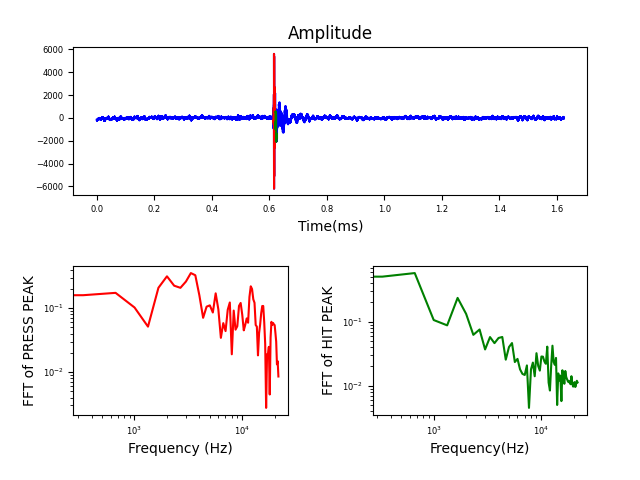 Amplitude
6000
4000
2000
0
−2000
−4000
−6000
0.0 0.2 0.4 0.6 0.8 1.0 1.2 1.4 1.6
Time(ms)
FFT of PRESS PEAK
10⁻¹
10⁻²
10³ 10⁴
Frequency (Hz)
FFT of HIT PEAK
10⁻¹
10⁻²
10³ 10⁴
Frequency(Hz)